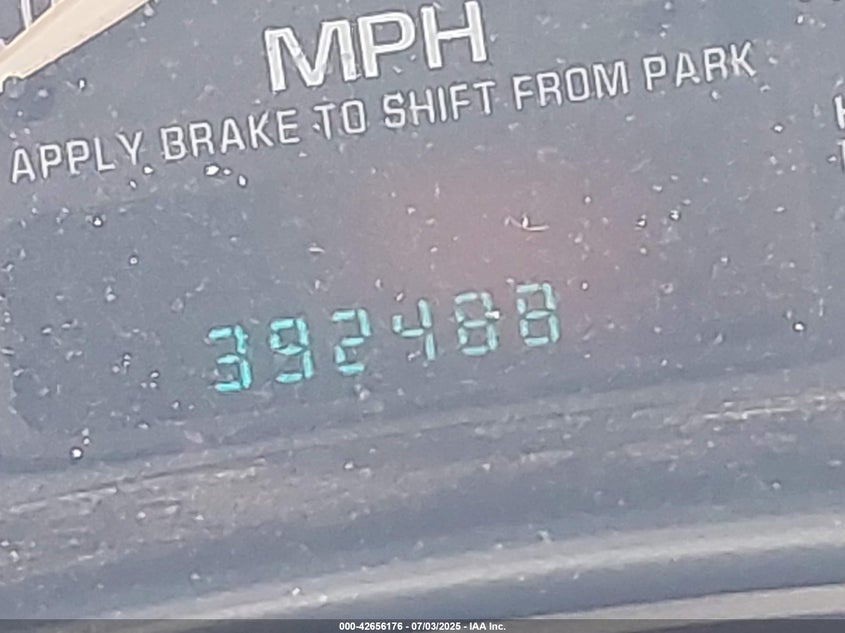 MPH
APPLY BRAKE TO SHIFT FROM PARK
392488
000-42656176 - 07/03/2025 - IAA Inc.